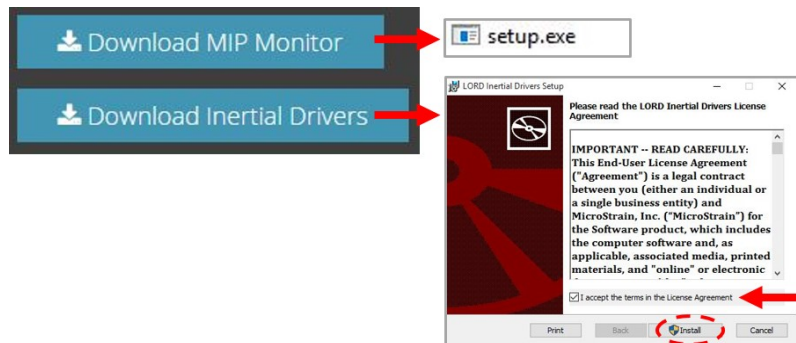 Download MIP Monitor
setup.exe
Download Inertial Drivers
LORD Inertial Drivers Setup
Please read the LORD Inertial Drivers License
Agreement
IMPORTANT -- READ CAREFULLY:
This End-User License Agreement
("Agreement") is a legal contract
between you (either an individual or
a single business entity) and
MicroStrain, Inc. ("MicroStrain") for
the Software product, which includes
the computer software and, as
applicable, associated media, printed
materials, and "online" or electronic
I accept the terms in the License Agreement
Print Back Install Cancel